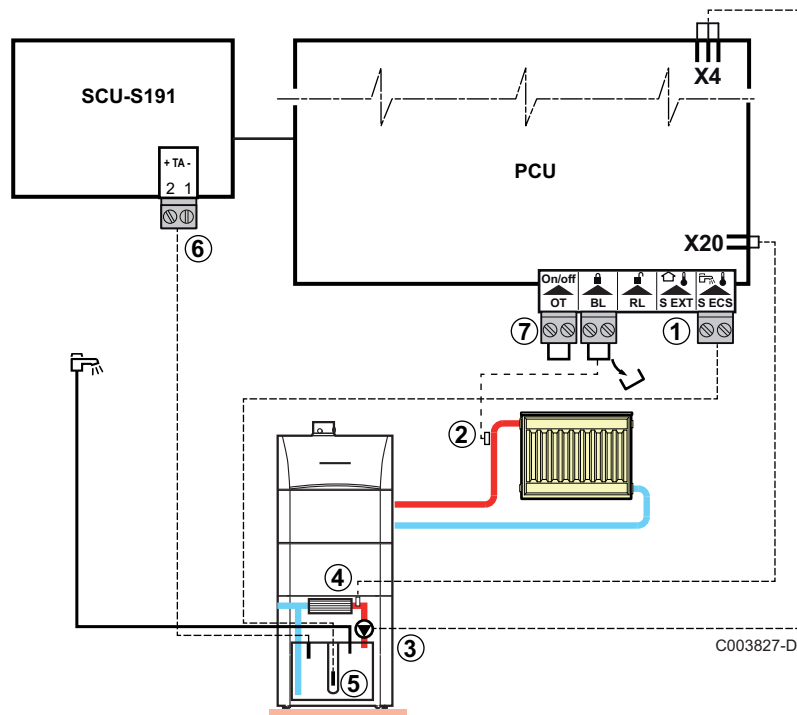 X4
SCU-S191
+ TA -
2 1
PCU
6
X20
On/off
OT
BL
RL
S EXT
S ECS
7
1
2
4
3
5
C003827-D